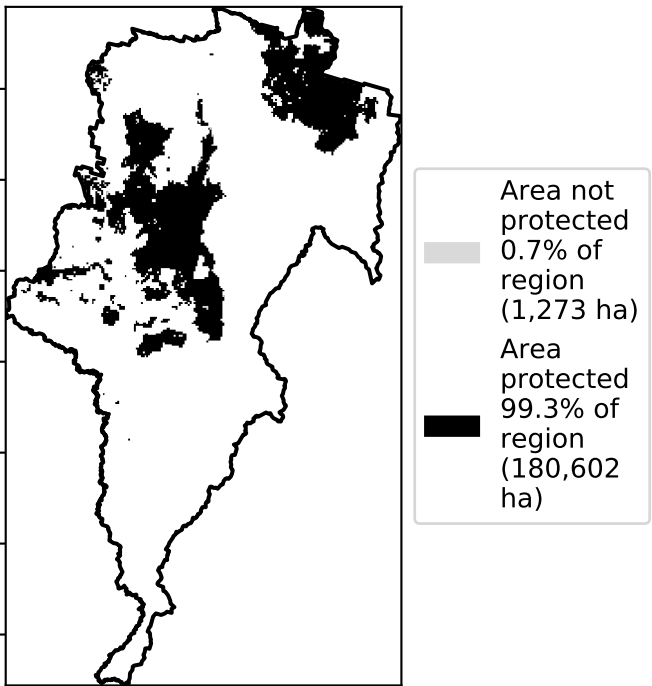 Area not
protected
0.7% of
region
(1,273 ha)
Area
protected
99.3% of
region
(180,602
ha)